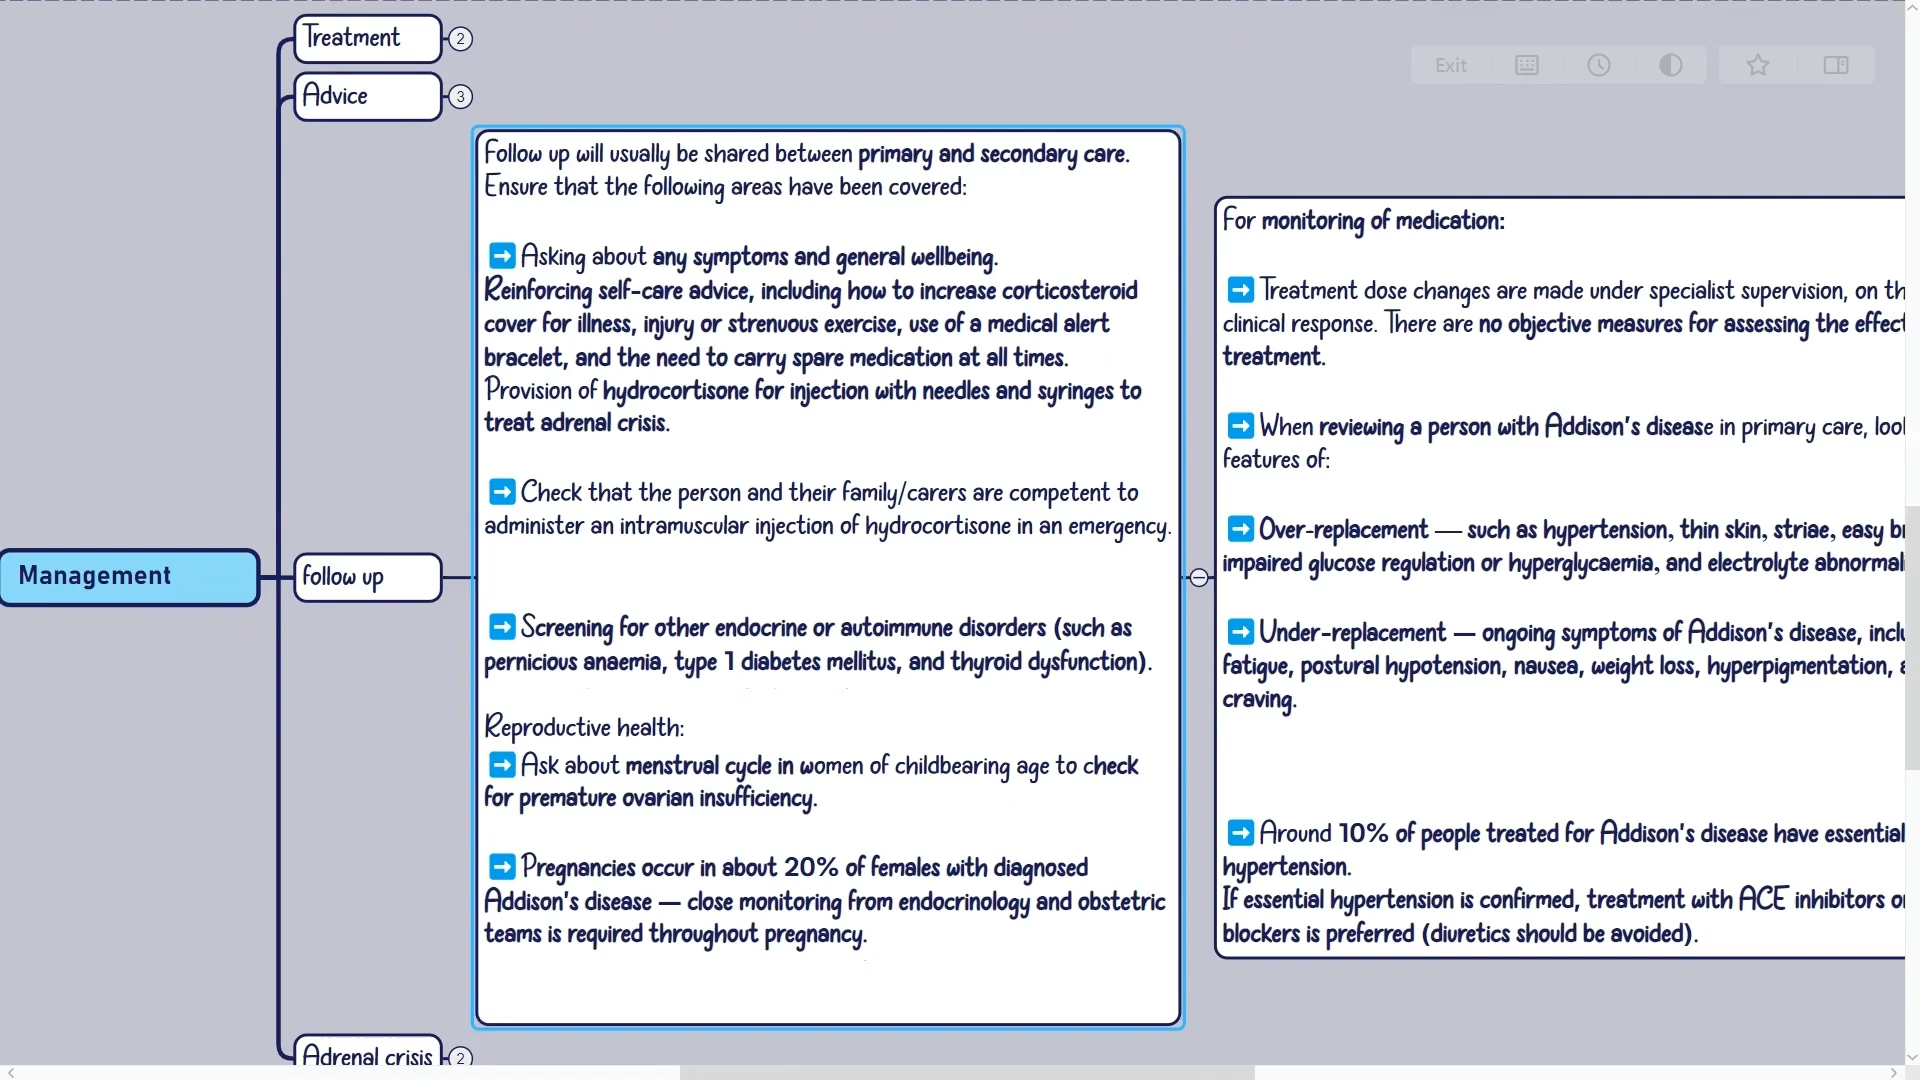 Treatment
2
Advice
3
Exit
Follow up will usually be shared between primary and secondary care.
Ensure that the following areas have been covered:
➡Asking about any symptoms and general wellbeing.
Reinforcing self-care advice, including how to increase corticosteroid
cover for illness, injury or strenuous exercise, use of a medical alert
bracelet, and the need to carry spare medication at all times.
Provision of hydrocortisone for injection with needles and syringes to
treat adrenal crisis.
➡Check that the person and their family/carers are competent to
administer an intramuscular injection of hydrocortisone in an emergency.
➡Screening for other endocrine or autoimmune disorders (such as
pernicious anaemia, type 1 diabetes mellitus, and thyroid dysfunction).
Reproductive health:
➡Ask about menstrual cycle in women of childbearing age to check
for premature ovarian insufficiency.
➡Pregnancies occur in about 20% of females with diagnosed
Addison's disease — close monitoring from endocrinology and obstetric
teams is required throughout pregnancy.
Management
follow up
For monitoring of medication:
➡Treatment dose changes are made under specialist supervision, on
clinical response. There are no objective measures for assessing the
treatment.
➡When reviewing a person with Addison's disease in primary care,
features of:
➡Over-replacement — such as hypertension, thin skin, striae, easy
impaired glucose regulation or hyperglycaemia, and electrolyte
➡Under-replacement — ongoing symptoms of Addison's disease,
fatigue, postural hypotension, nausea, weight loss, hyperpigmentation,
craving.
➡Around 10% of people treated for Addison's disease have essential
hypertension.
If essential hypertension is confirmed, treatment with ACE inhibitors
blockers is preferred (diuretics should be avoided).
Adrenal crisis
2